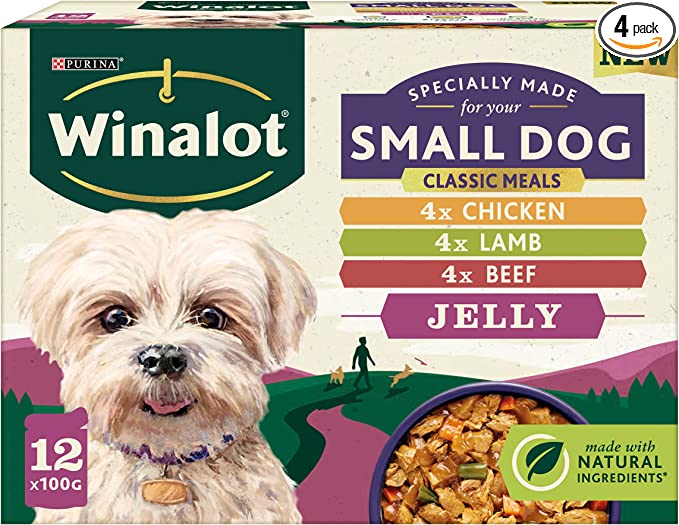 4
pack
NEW
PURINA®
Winalot®
SPECIALLY MADE
for your
SMALL DOG
CLASSIC MEALS
4x CHICKEN
4x LAMB
4x BEEF
JELLY
12
x100G
made with
NATURAL
INGREDIENTS*